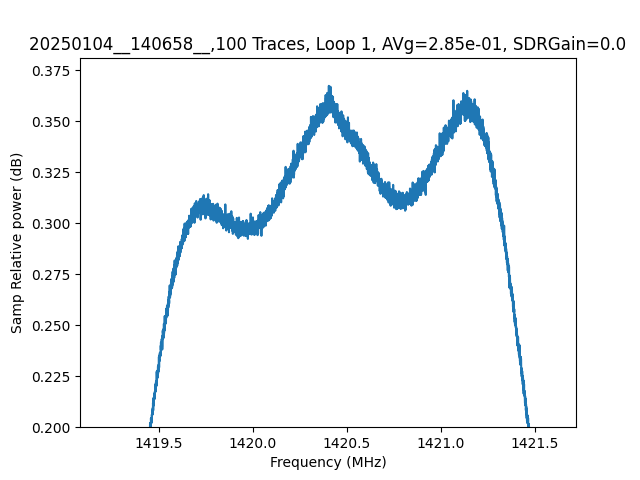 20250104__140658__,100 Traces, Loop 1, AVg=2.85e-01, SDRGain=0.0
0.375
0.350
0.325
0.300
0.275
0.250
0.225
0.200
Samp Relative power (dB)
1419.5 1420.0 1420.5 1421.0 1421.5
Frequency (MHz)